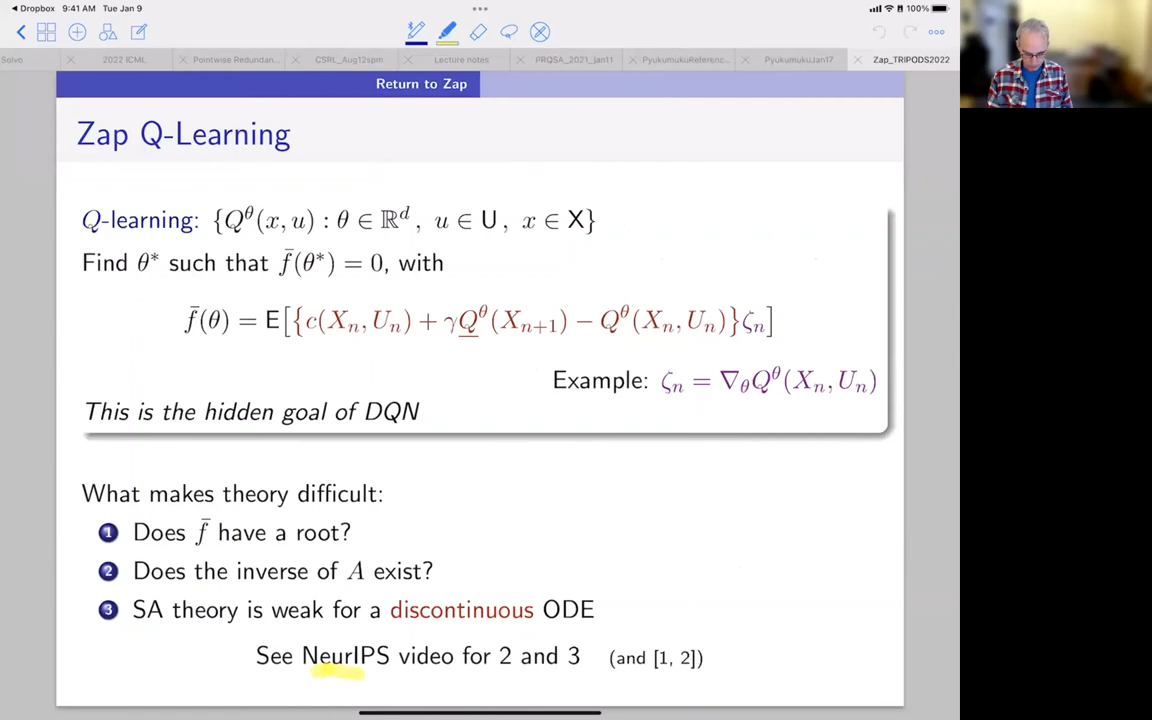 Dropbox 9:41 AM Tue Jan 9 100%
Solvo 2022 ICML Pointwise Redundan... CSRL_Aug12spm Lecture notes PRQSA_2021_jan11 PyukumukuReferenc... PyukumukuJan17 Zap_TRIPODS2022
Return to Zap
Zap Q-Learning
Q-learning: {Q^θ(x, u) : θ ∈ ℝ^d , u ∈ U , x ∈ X}
Find θ* such that f̄(θ*) = 0, with
f̄(θ) = E[{c(X_n, U_n) + γQ̲^θ(X_{n+1}) − Q^θ(X_n, U_n)}ζ_n]
Example: ζ_n = ∇_θQ^θ(X_n, U_n)
This is the hidden goal of DQN
What makes theory difficult:
1 Does f̄ have a root?
2 Does the inverse of A exist?
3 SA theory is weak for a discontinuous ODE
See NeurIPS video for 2 and 3 (and [1, 2])